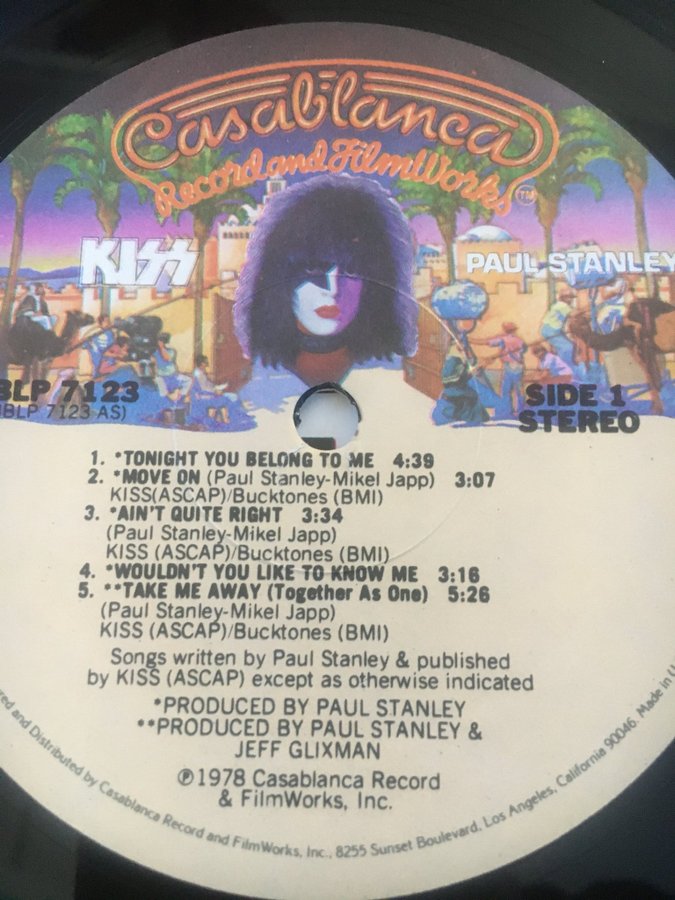 Casablanca
Record and FilmWorks
TM
KISS
PAUL STANLEY
BLP 7123
BLP 7123 AS)
SIDE 1
STEREO
1. *TONIGHT YOU BELONG TO ME 4:39
2. *MOVE ON (Paul Stanley-Mikel Japp) 3:07
KISS(ASCAP)/Bucktones (BMI)
3. *AIN'T QUITE RIGHT 3:34
(Paul Stanley-Mikel Japp)
KISS (ASCAP)/Bucktones (BMI)
4. *WOULDN'T YOU LIKE TO KNOW ME 3:16
5. **TAKE ME AWAY (Together As One) 5:26
(Paul Stanley-Mikel Japp)
KISS (ASCAP)/Bucktones (BMI)
Songs written by Paul Stanley & published
by KISS (ASCAP) except as otherwise indicated
*PRODUCED BY PAUL STANLEY
**PRODUCED BY PAUL STANLEY &
JEFF GLIXMAN
℗1978 Casablanca Record
& FilmWorks, Inc.
and Distributed by Casablanca Record and FilmWorks, Inc., 8255 Sunset Boulevard, Los Angeles, California 90046. Made in